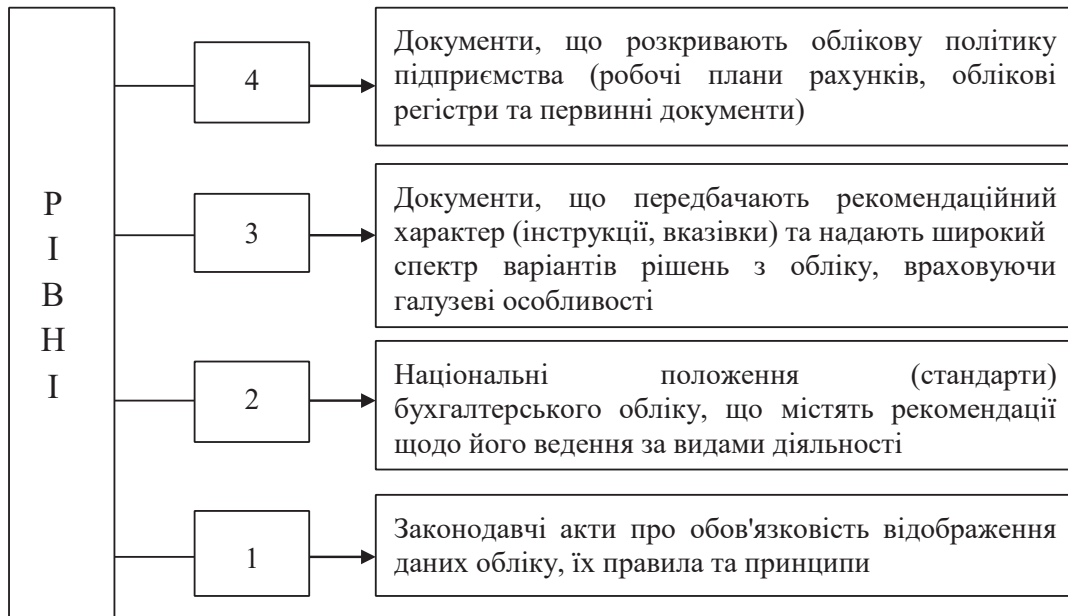 РІВНІ
4
Документи, що розкривають облікову політику
підприємства (робочі плани рахунків, облікові
регістри та первинні документи)
3
Документи, що передбачають рекомендаційний
характер (інструкції, вказівки) та надають широкий
спектр варіантів рішень з обліку, враховуючи
галузеві особливості
2
Національні положення (стандарти)
бухгалтерського обліку, що містять рекомендації
щодо його ведення за видами діяльності
1
Законодавчі акти про обов'язковість відображення
даних обліку, їх правила та принципи